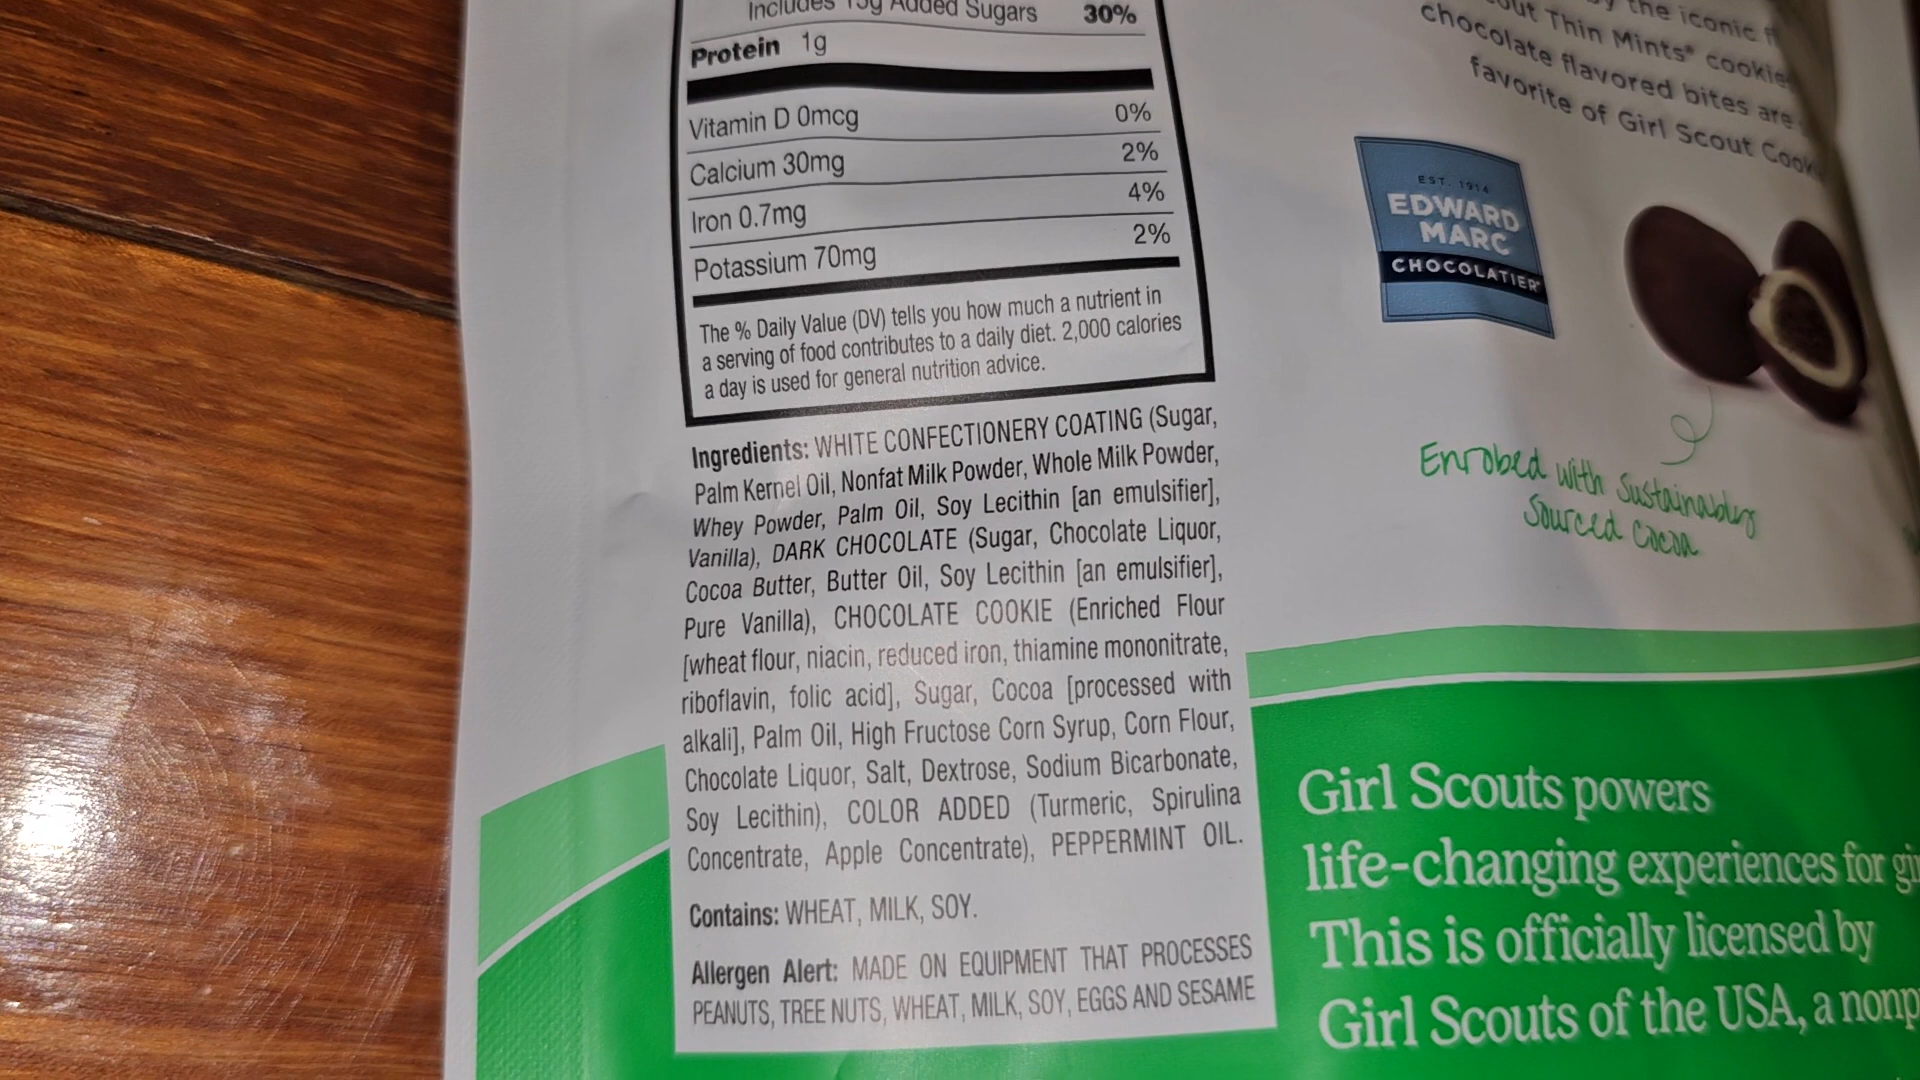 Includes 15g Added Sugars 30%
Protein 1g
Vitamin D 0mcg 0%
Calcium 30mg 2%
Iron 0.7mg 4%
Potassium 70mg 2%
The % Daily Value (DV) tells you how much a nutrient in
a serving of food contributes to a daily diet. 2,000 calories
a day is used for general nutrition advice.
Ingredients: WHITE CONFECTIONERY COATING (Sugar,
Palm Kernel Oil, Nonfat Milk Powder, Whole Milk Powder,
Whey Powder, Palm Oil, Soy Lecithin [an emulsifier],
Vanilla), DARK CHOCOLATE (Sugar, Chocolate Liquor,
Cocoa Butter, Butter Oil, Soy Lecithin [an emulsifier],
Pure Vanilla), CHOCOLATE COOKIE (Enriched Flour
[wheat flour, niacin, reduced iron, thiamine mononitrate,
riboflavin, folic acid], Sugar, Cocoa [processed with
alkali], Palm Oil, High Fructose Corn Syrup, Corn Flour,
Chocolate Liquor, Salt, Dextrose, Sodium Bicarbonate,
Soy Lecithin), COLOR ADDED (Turmeric, Spirulina
Concentrate, Apple Concentrate), PEPPERMINT OIL.
Contains: WHEAT, MILK, SOY.
Allergen Alert: MADE ON EQUIPMENT THAT PROCESSES
PEANUTS, TREE NUTS, WHEAT, MILK, SOY, EGGS AND SESAME
the iconic
Thin Mints® cookie
chocolate flavored bites are
favorite of Girl Scout
EST. 1914
EDWARD
MARC
CHOCOLATIER
Enrobed with Sustainably
Sourced Cocoa
Girl Scouts powers
life-changing experiences for
This is officially licensed by
Girl Scouts of the USA, a